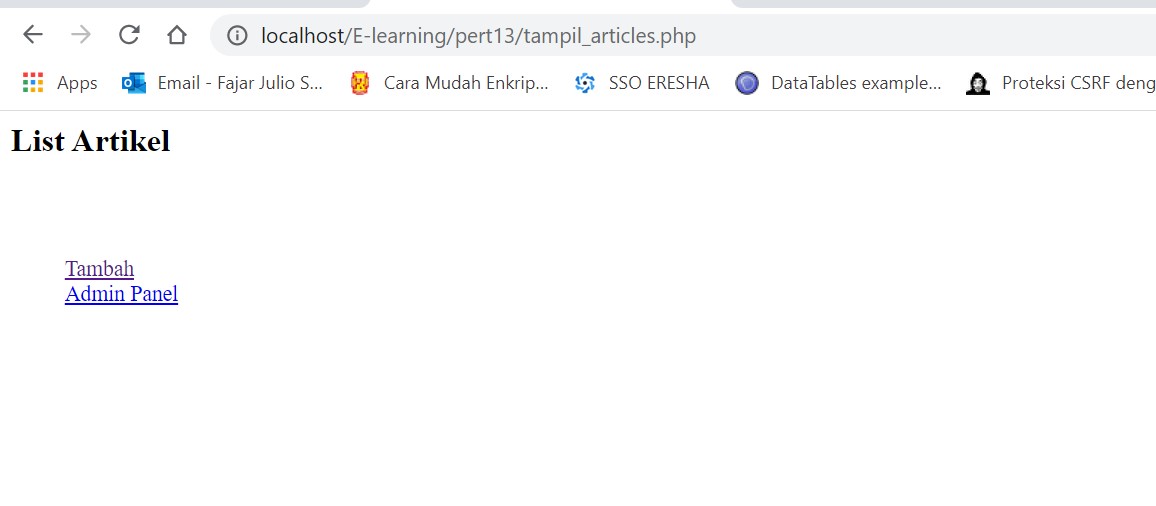 localhost/E-learning/pert13/tampil_articles.php
Apps Email - Fajar Julio S... Cara Mudah Enkrip... SSO ERESHA DataTables example... Proteksi CSRF deng
List Artikel
Tambah
Admin Panel